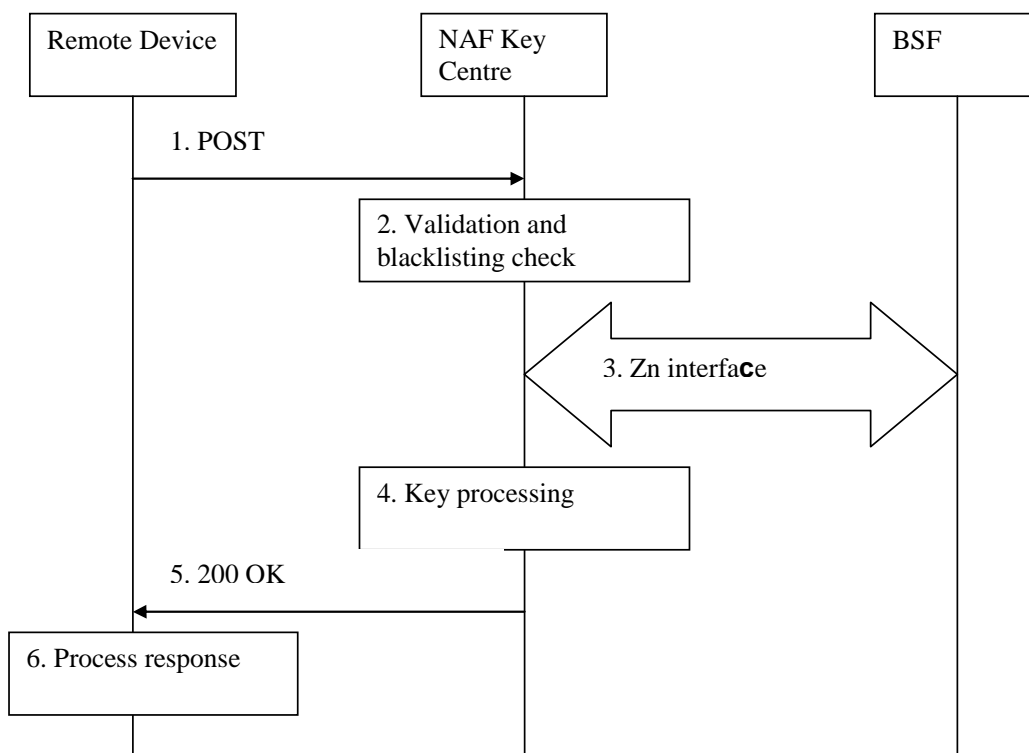 Remote Device
NAF Key
Centre
BSF
1. POST
2. Validation and
blacklisting check
3. Zn interface
4. Key processing
5. 200 OK
6. Process response